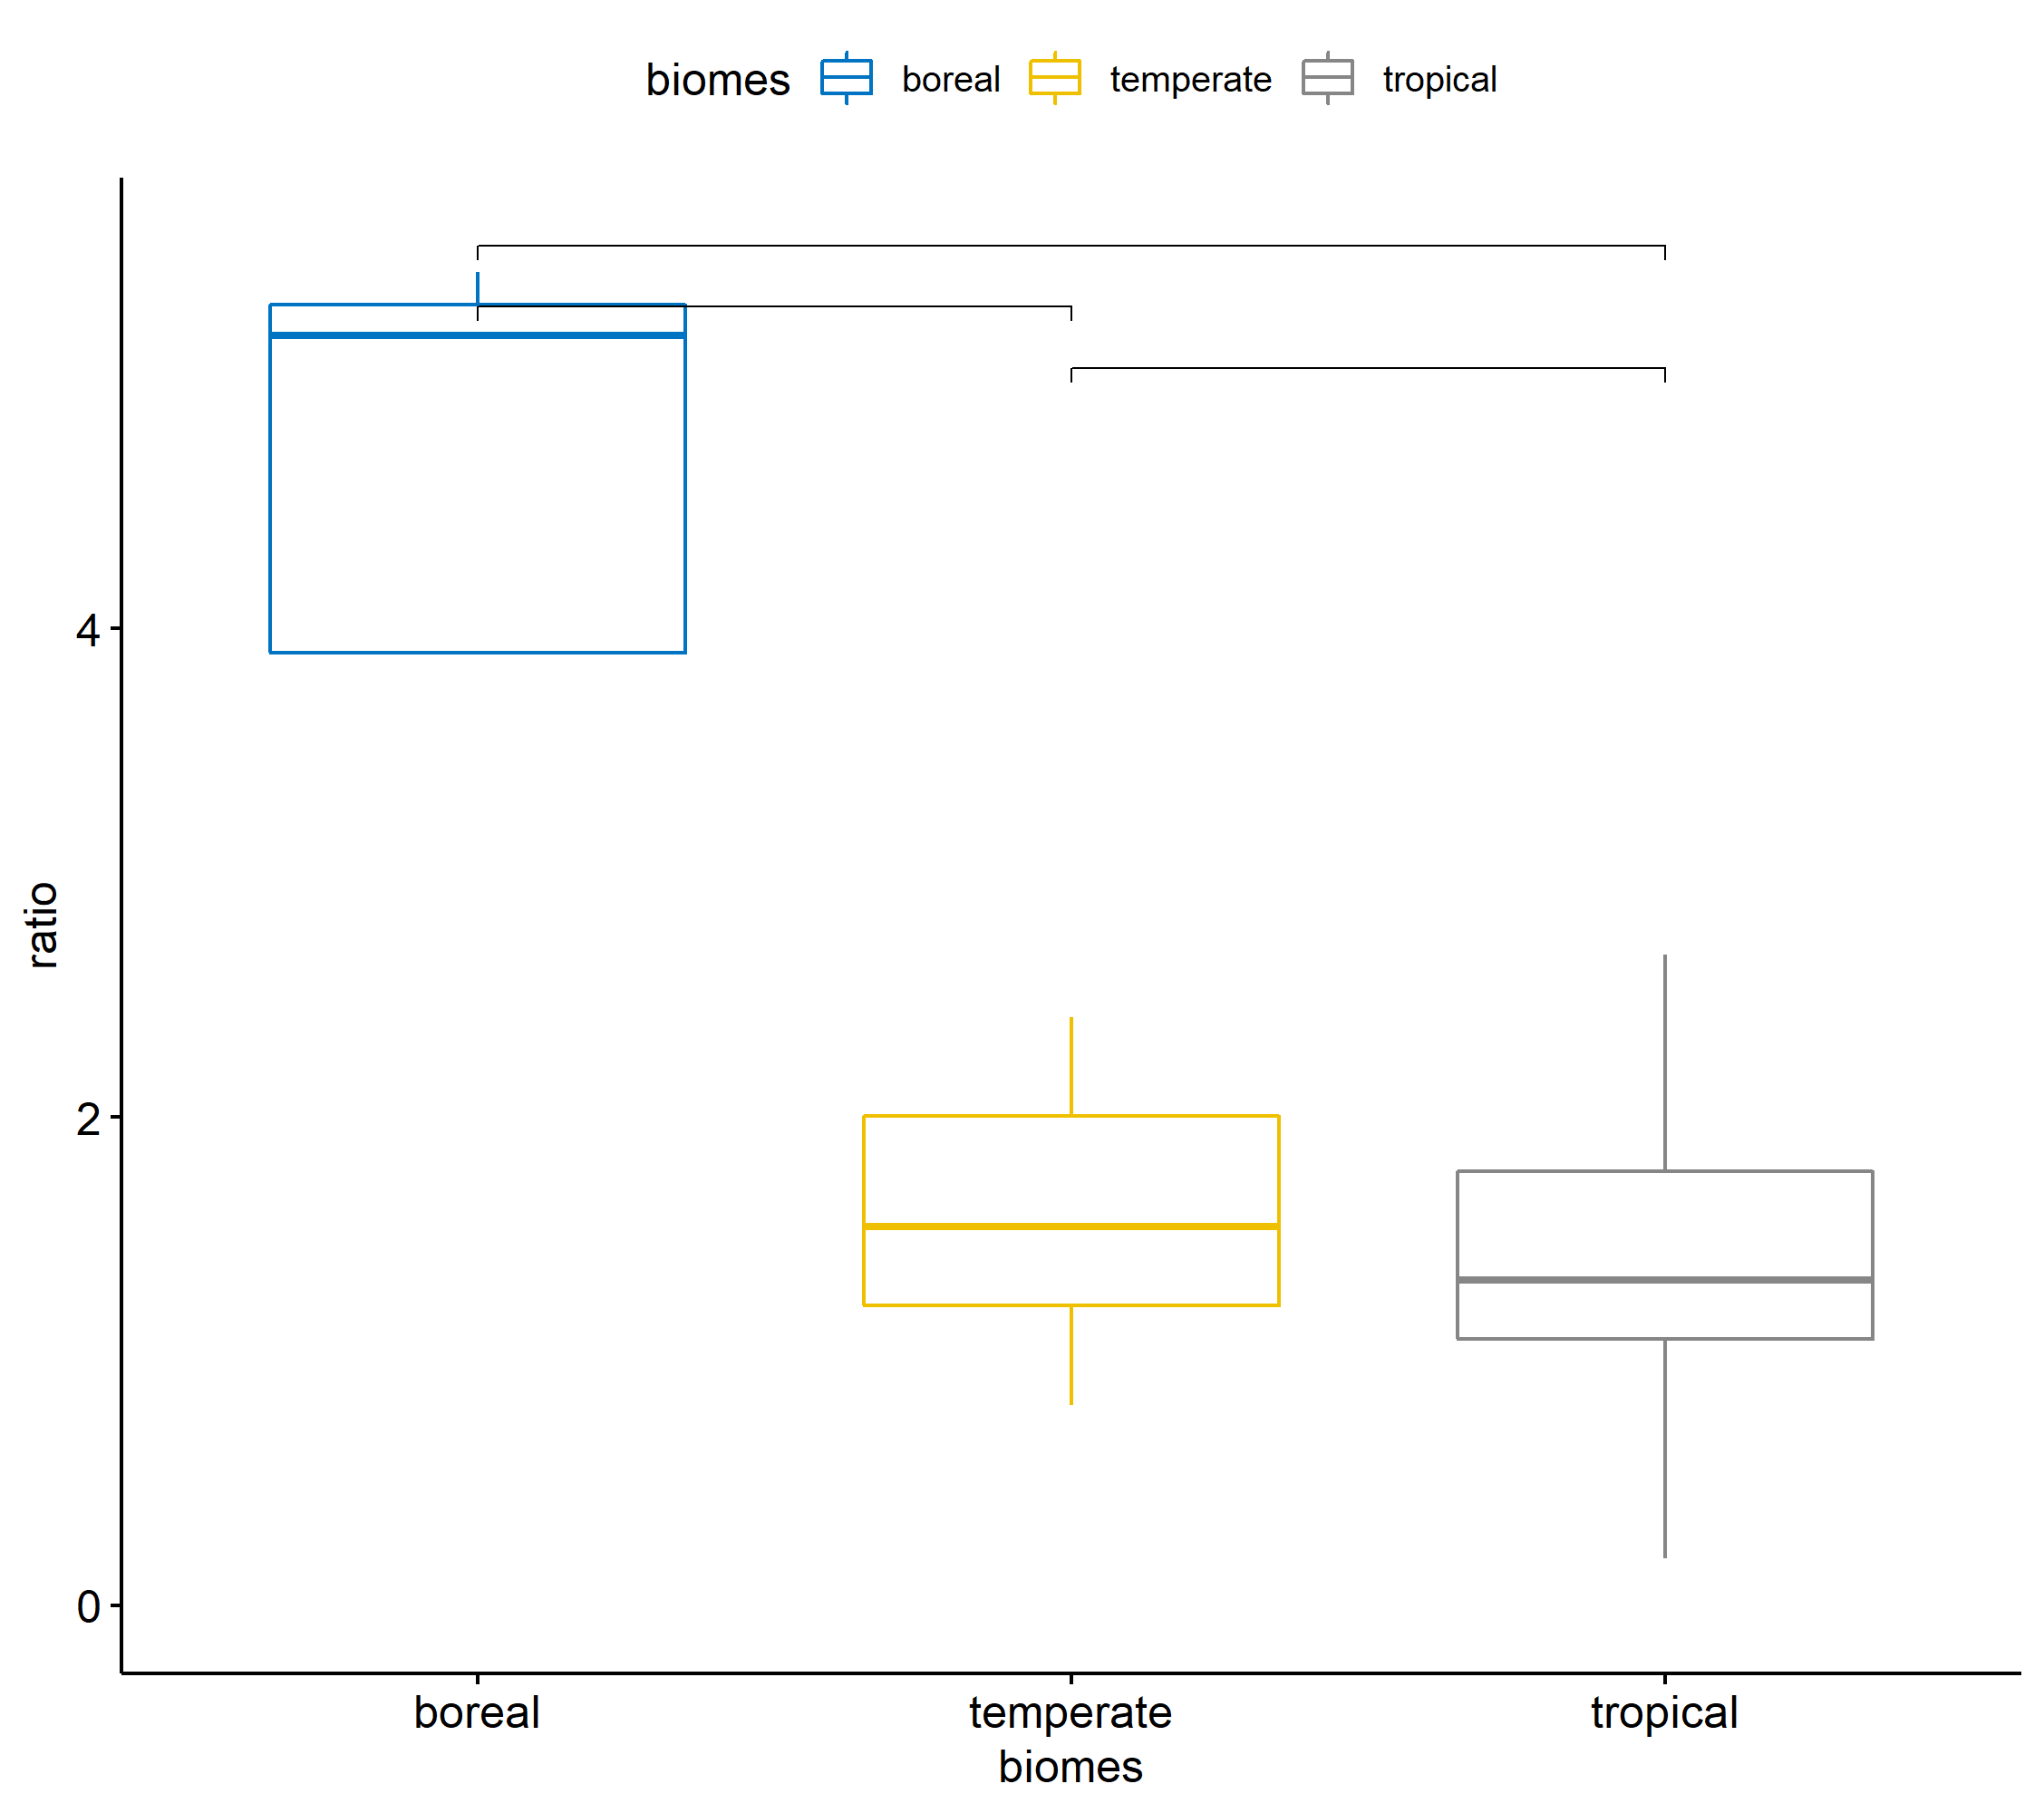 biomes boreal temperate tropical
4
2
0
ratio
boreal temperate tropical
biomes